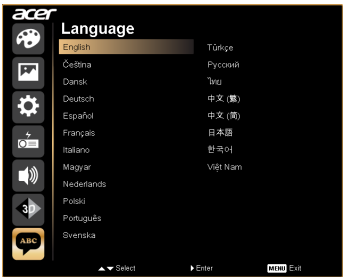 acer
Language
English
Čeština
Dansk
Deutsch
Español
Français
Italiano
Magyar
Nederlands
Polski
Português
Svenska
Türkçe
Русский
ไทย
中文 (繁)
中文 (简)
日本語
한국어
Việt Nam
3D
ABC
Select
Enter
MENU Exit